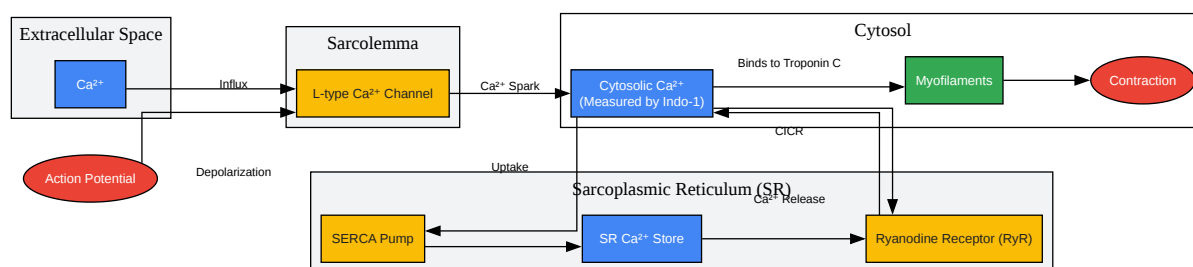 Extracellular Space
Sarcolemma
Cytosol
Ca²⁺
Influx
L-type Ca²⁺ Channel
Ca²⁺ Spark
Cytosolic Ca²⁺
(Measured by Indo-1)
Binds to Troponin C
Myofilaments
Contraction
CICR
Action Potential
Depolarization
Uptake
Sarcoplasmic Reticulum (SR)
Ca²⁺ Release
SERCA Pump
SR Ca²⁺ Store
Ryanodine Receptor (RyR)